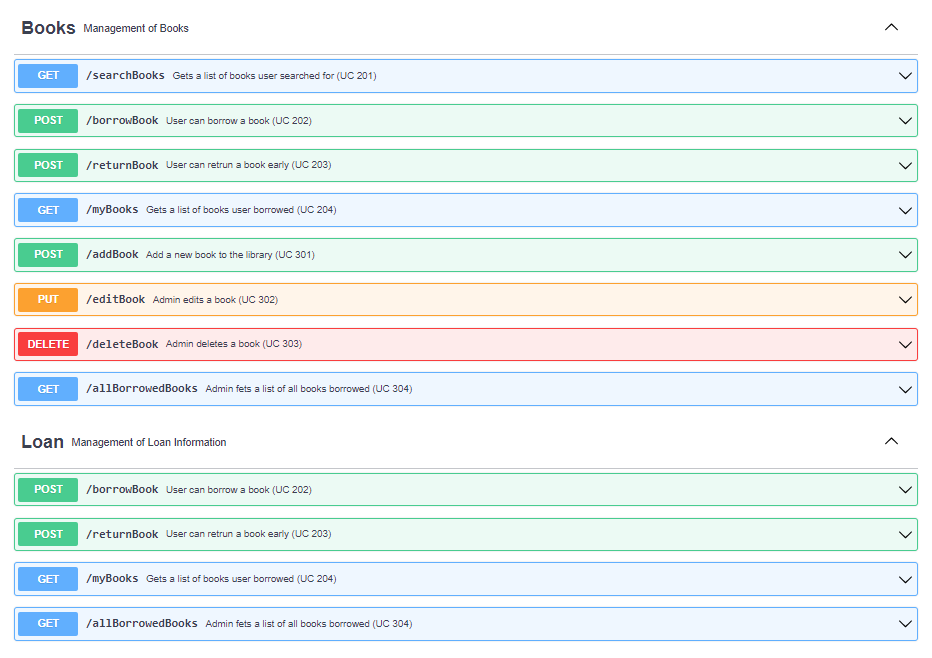 Books Management of Books
GET /searchBooks Gets a list of books user searched for (UC 201)
POST /borrowBook User can borrow a book (UC 202)
POST /returnBook User can retrun a book early (UC 203)
GET /myBooks Gets a list of books user borrowed (UC 204)
POST /addBook Add a new book to the library (UC 301)
PUT /editBook Admin edits a book (UC 302)
DELETE /deleteBook Admin deletes a book (UC 303)
GET /allBorrowedBooks Admin fets a list of all books borrowed (UC 304)
Loan Management of Loan Information
POST /borrowBook User can borrow a book (UC 202)
POST /returnBook User can retrun a book early (UC 203)
GET /myBooks Gets a list of books user borrowed (UC 204)
GET /allBorrowedBooks Admin fets a list of all books borrowed (UC 304)